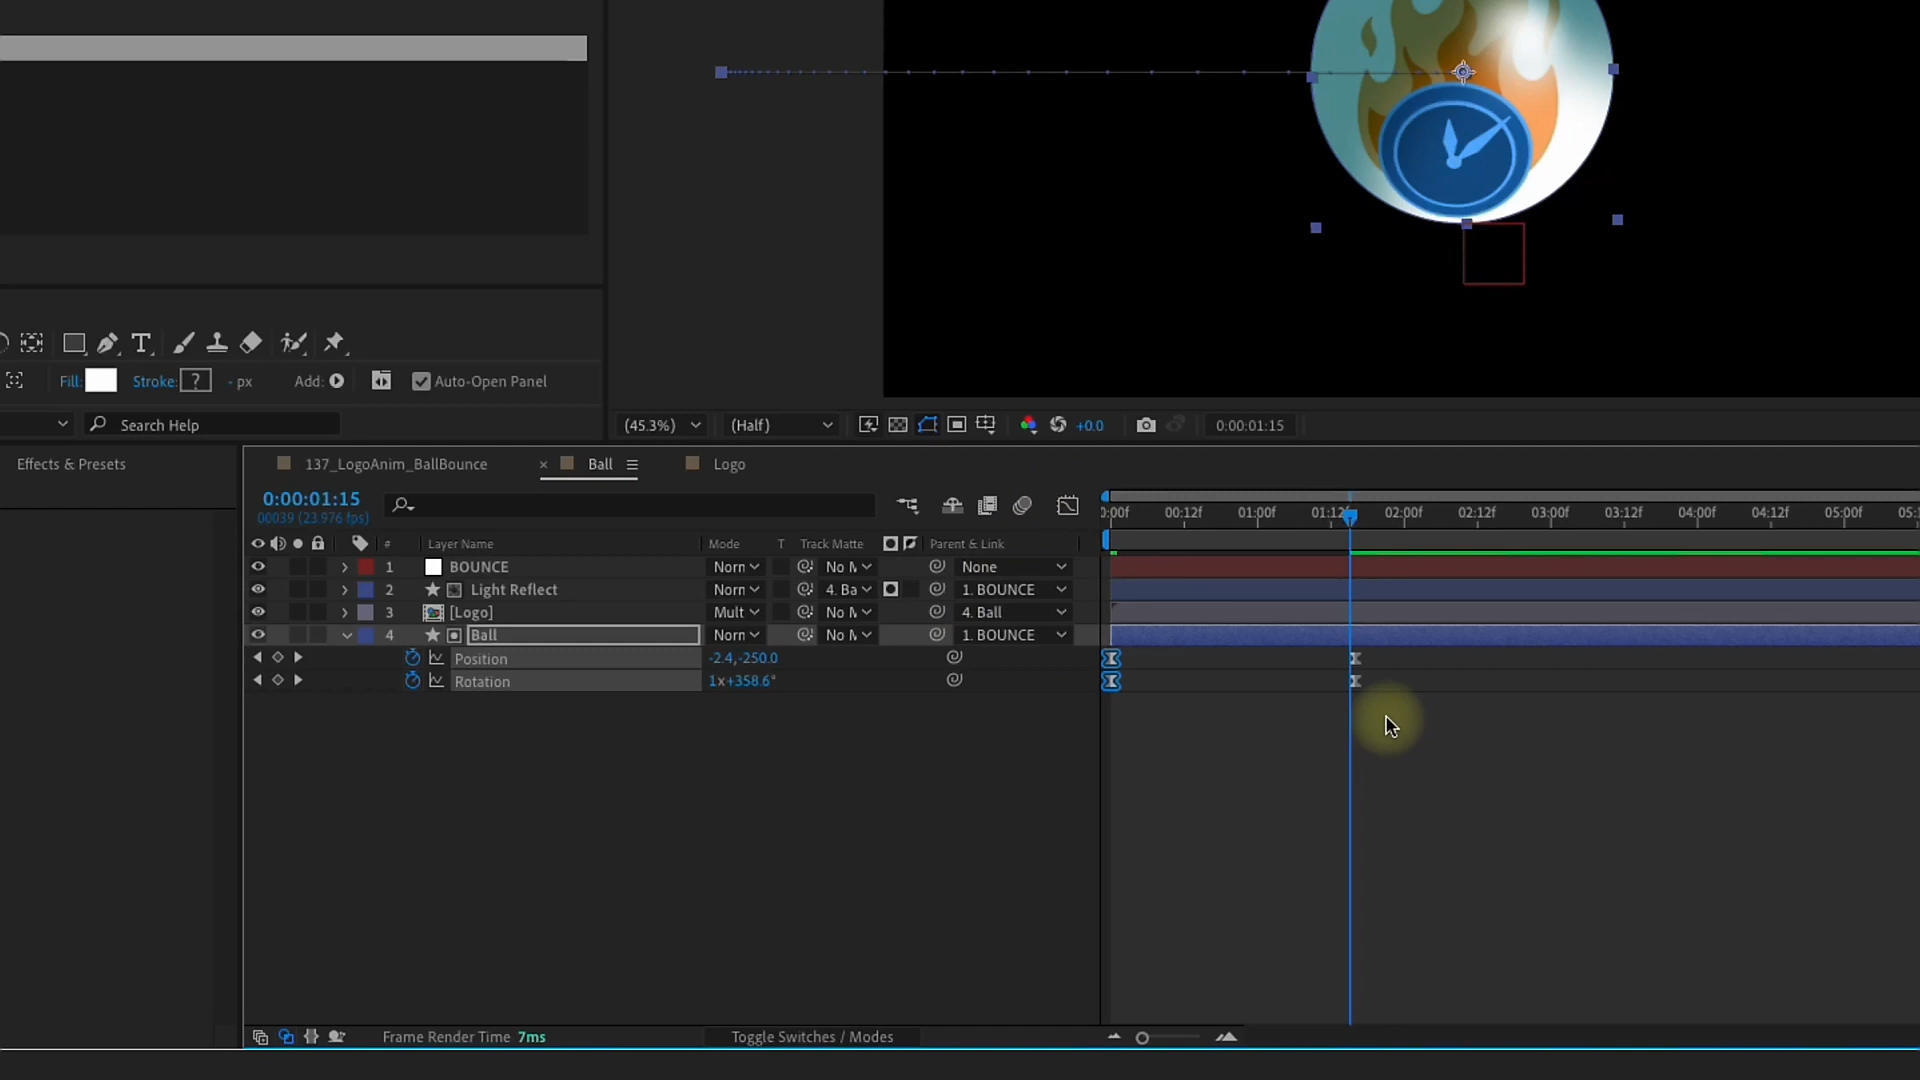 Fill: Stroke: ? - px Add: Auto-Open Panel
Search Help
(45.3%) (Half) +0.0 0:00:01:15
Effects & Presets
137_LogoAnim_BallBounce × Ball Logo
0:00:01:15
00039 (23.976 fps)
:00f 00:12f 01:00f 01:12f 02:00f 02:12f 03:00f 03:12f 04:00f 04:12f 05:00f 05:
# Layer Name Mode T Track Matte Parent & Link
1 BOUNCE Norn No M None
2 Light Reflect Norn 4. Ba 1. BOUNCE
3 [Logo] Mult No M 4. Ball
4 Ball Norn No M 1. BOUNCE
Position -2.4,-250.0
Rotation 1x+358.6°
Frame Render Time 7ms Toggle Switches / Modes